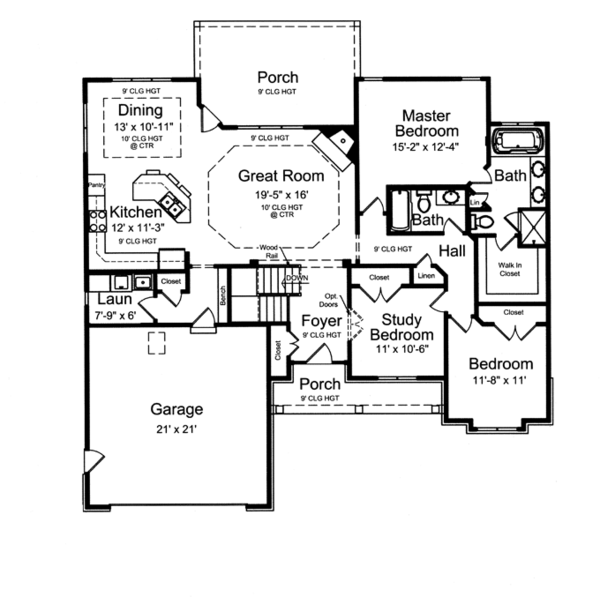 Porch
9' CLG HGT
9' CLG HGT
Dining
13' x 10'-11"
10' CLG HGT
@ CTR
9' CLG HGT
Great Room
19'-5" x 16'
10' CLG HGT
@ CTR
Master
Bedroom
15'-2" x 12'-4"
Bath
Lin
Bath
Pantry
Kitchen
12' x 11'-3"
9' CLG HGT
Wood
Rail
9' CLG HGT
Hall
Walk In
Closet
Linen
Closet
DOWN
Closet
Bench
Laun
7'-9" x 6'
Opt.
Doors
Foyer
9' CLG HGT
Study
Bedroom
11' x 10'-6"
Closet
Closet
Bedroom
11'-8" x 11'
Porch
9' CLG HGT
Garage
21' x 21'